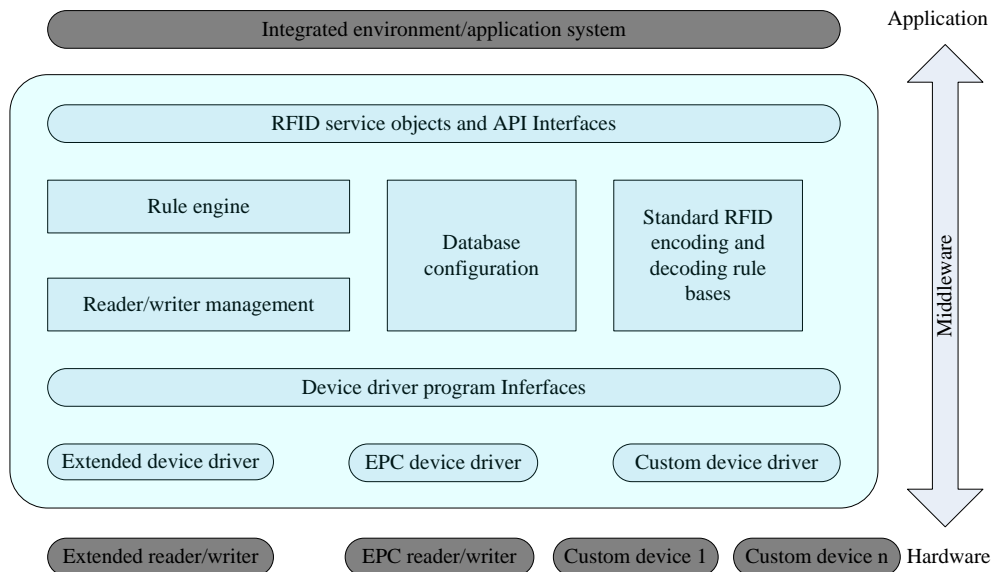 Application
Integrated environment/application system
RFID service objects and API Interfaces
Rule engine
Reader/writer management
Database
configuration
Standard RFID
encoding and
decoding rule
bases
Middleware
Device driver program Inferfaces
Extended device driver
EPC device driver
Custom device driver
Extended reader/writer
EPC reader/writer
Custom device 1
Custom device n
Hardware